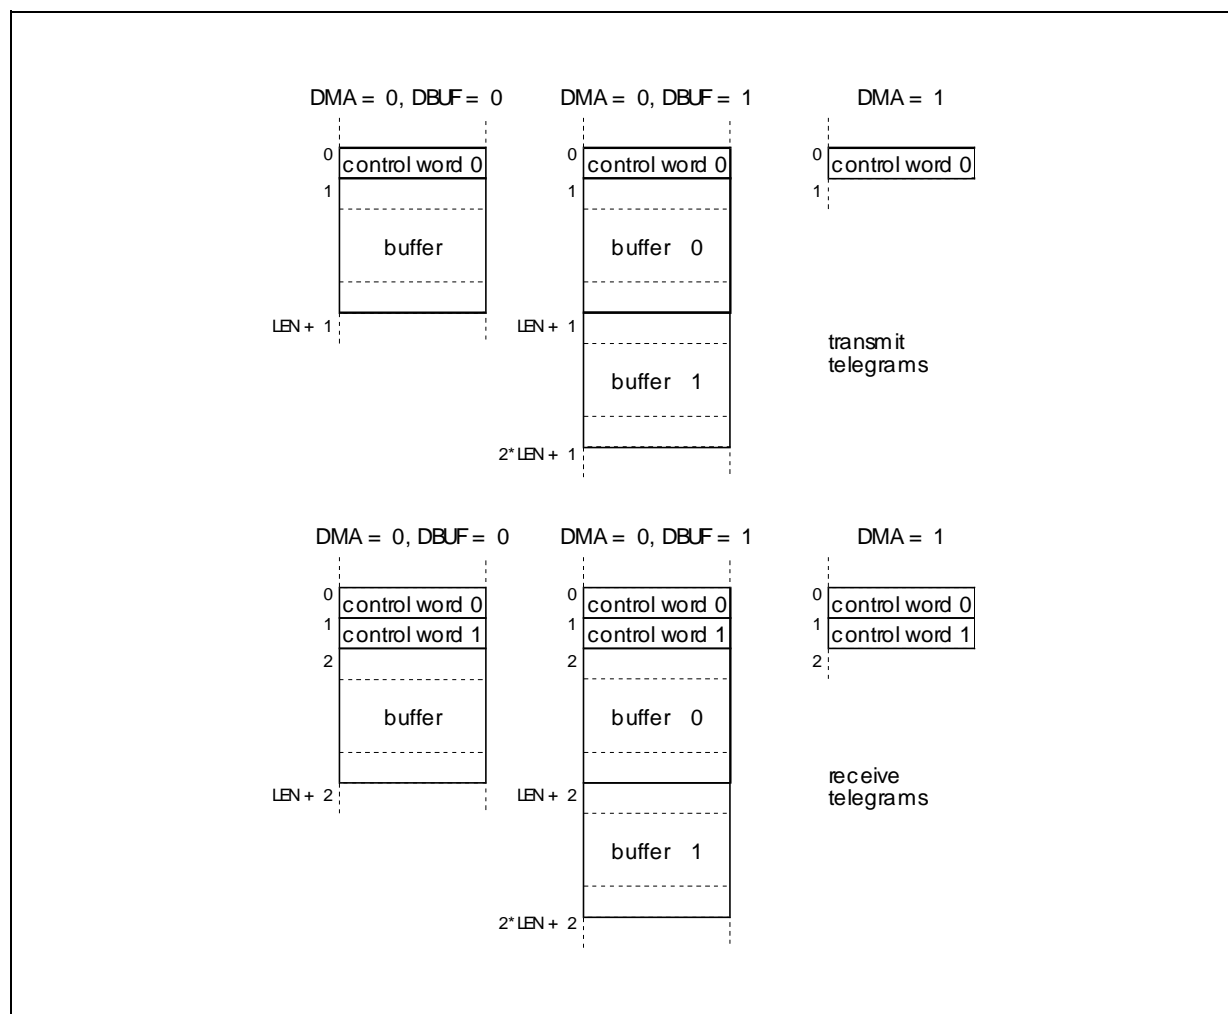 DMA = 0, DBUF = 0 DMA = 0, DBUF = 1 DMA = 1
0 control word 0 0 control word 0 0 control word 0
1 1 1
buffer buffer 0
LEN + 1 LEN + 1
transmit
telegrams
buffer 1
2*LEN + 1
DMA = 0, DBUF = 0 DMA = 0, DBUF = 1 DMA = 1
0 control word 0 0 control word 0 0 control word 0
1 control word 1 1 control word 1 1 control word 1
2 2 2
buffer buffer 0
LEN + 2 LEN + 2
receive
telegrams
buffer 1
2*LEN + 2